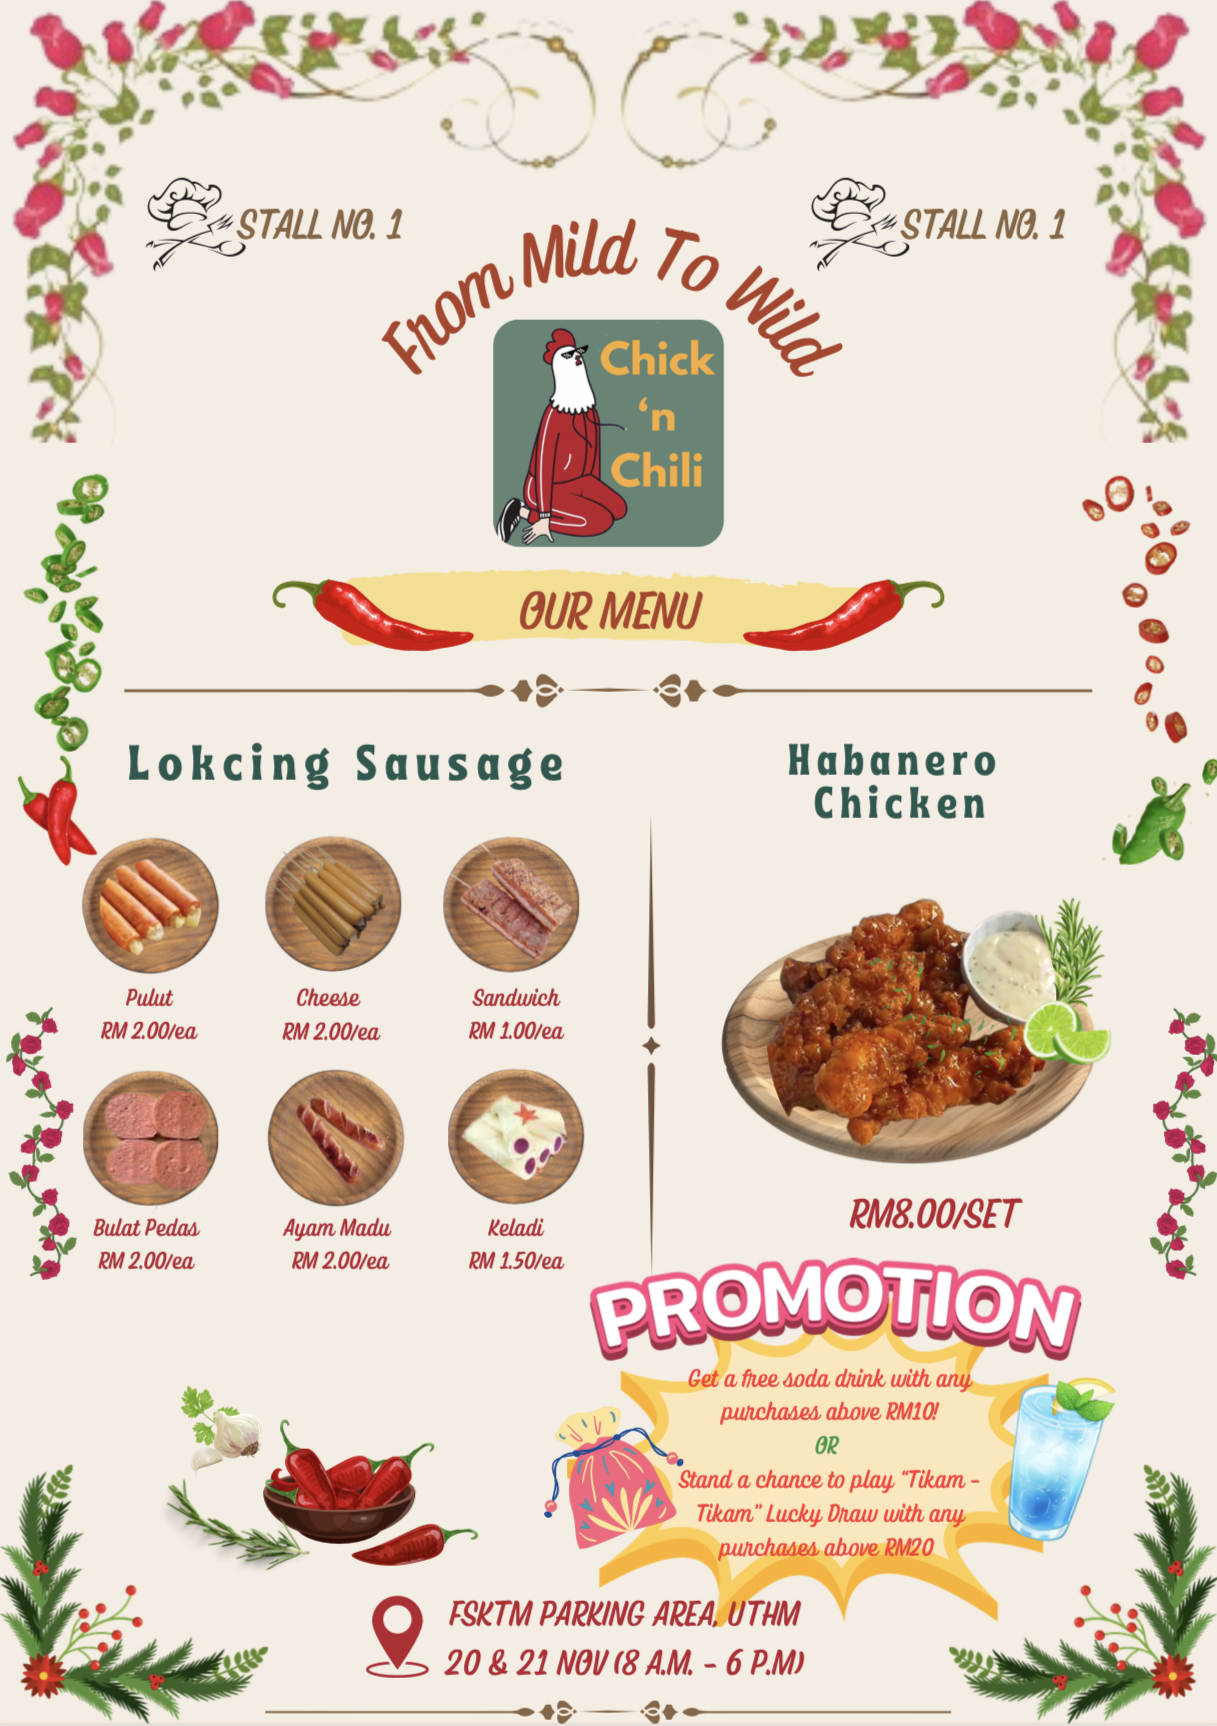 STALL NO. 1
STALL NO. 1
From Mild To Wild
Chick
'n
Chili
OUR MENU
Lokcing Sausage
Habanero
Chicken
Pulut
RM 2.00/ea
Cheese
RM 2.00/ea
Sandwich
RM 1.00/ea
Bulat Pedas
RM 2.00/ea
Ayam Madu
RM 2.00/ea
Keladi
RM 1.50/ea
RM8.00/SET
PROMOTION
Get a free soda drink with any
purchases above RM10!
OR
Stand a chance to play "Tikam -
Tikam" Lucky Draw with any
purchases above RM20
FSKTM PARKING AREA, UTHM
20 & 21 NOV (8 A.M. - 6 P.M)